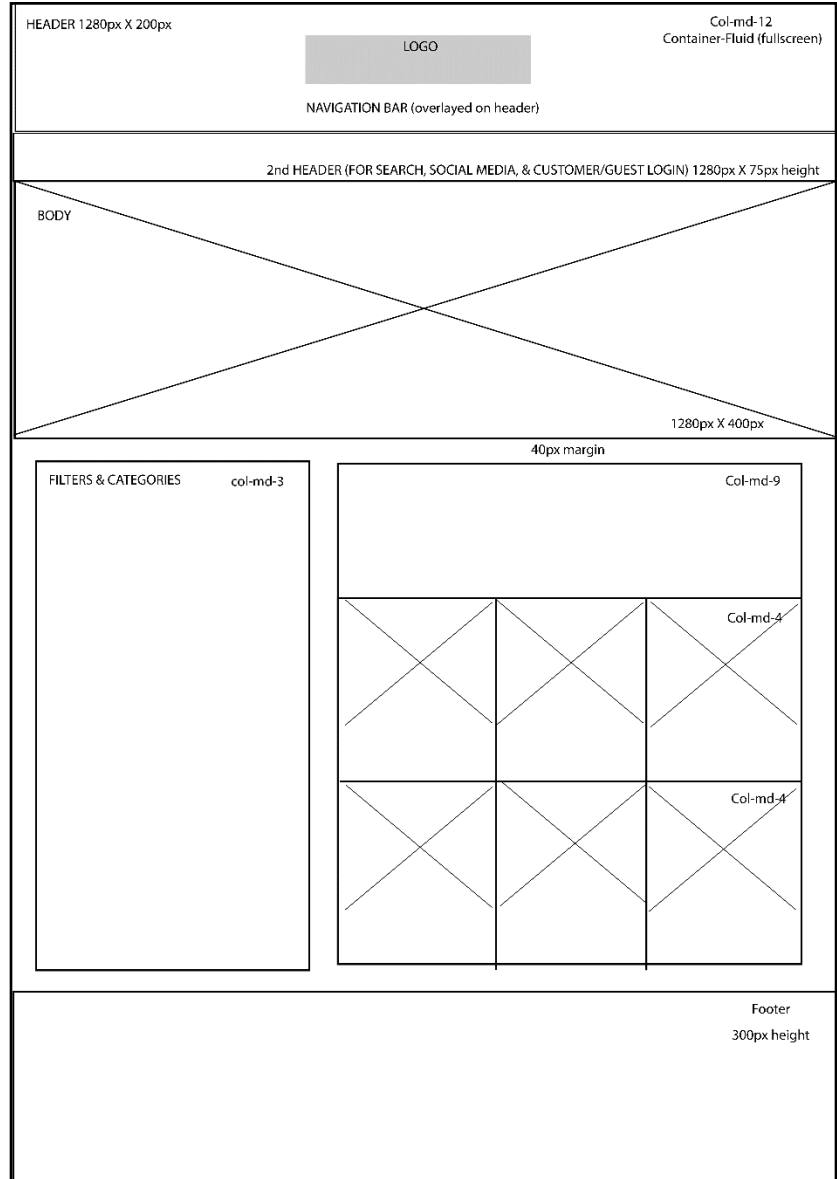 HEADER 1280px X 200px
Col-md-12
Container-Fluid (fullscreen)
LOGO
NAVIGATION BAR (overlayed on header)
2nd HEADER (FOR SEARCH, SOCIAL MEDIA, & CUSTOMER/GUEST LOGIN) 1280px X 75px height
BODY
1280px X 400px
40px margin
FILTERS & CATEGORIES
col-md-3
Col-md-9
Col-md-4
Col-md-4
Footer
300px height